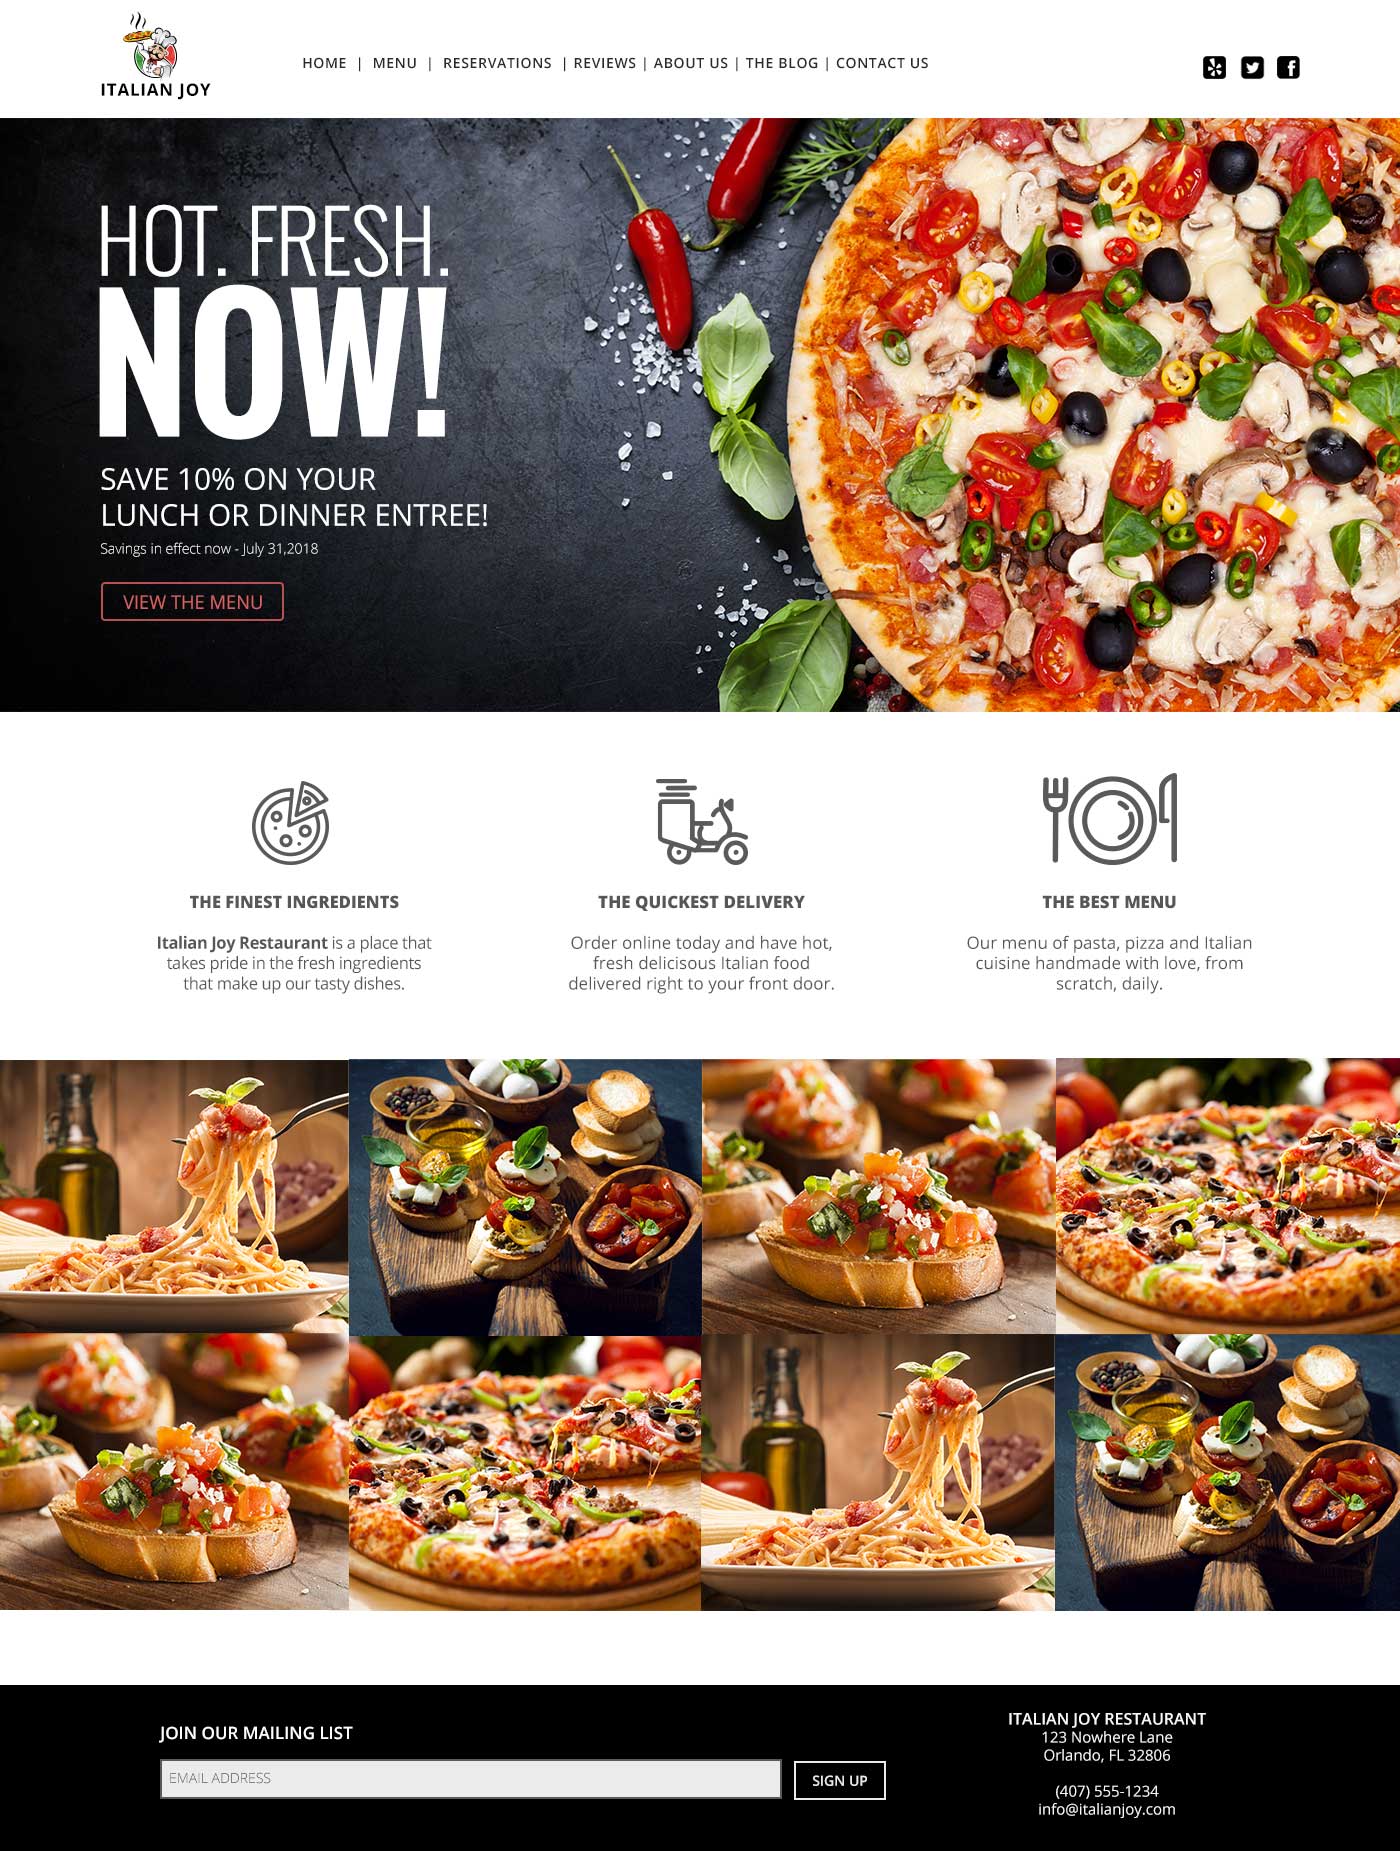 ITALIAN JOY
HOME | MENU | RESERVATIONS | REVIEWS | ABOUT US | THE BLOG | CONTACT US
HOT. FRESH.
NOW!
SAVE 10% ON YOUR
LUNCH OR DINNER ENTREE!
Savings in effect now - July 31,2018
VIEW THE MENU
THE FINEST INGREDIENTS
Italian Joy Restaurant is a place that
takes pride in the fresh ingredients
that make up our tasty dishes.
THE QUICKEST DELIVERY
Order online today and have hot,
fresh delicisous Italian food
delivered right to your front door.
THE BEST MENU
Our menu of pasta, pizza and Italian
cuisine handmade with love, from
scratch, daily.
JOIN OUR MAILING LIST
EMAIL ADDRESS
SIGN UP
ITALIAN JOY RESTAURANT
123 Nowhere Lane
Orlando, FL 32806
(407) 555-1234
info@italianjoy.com